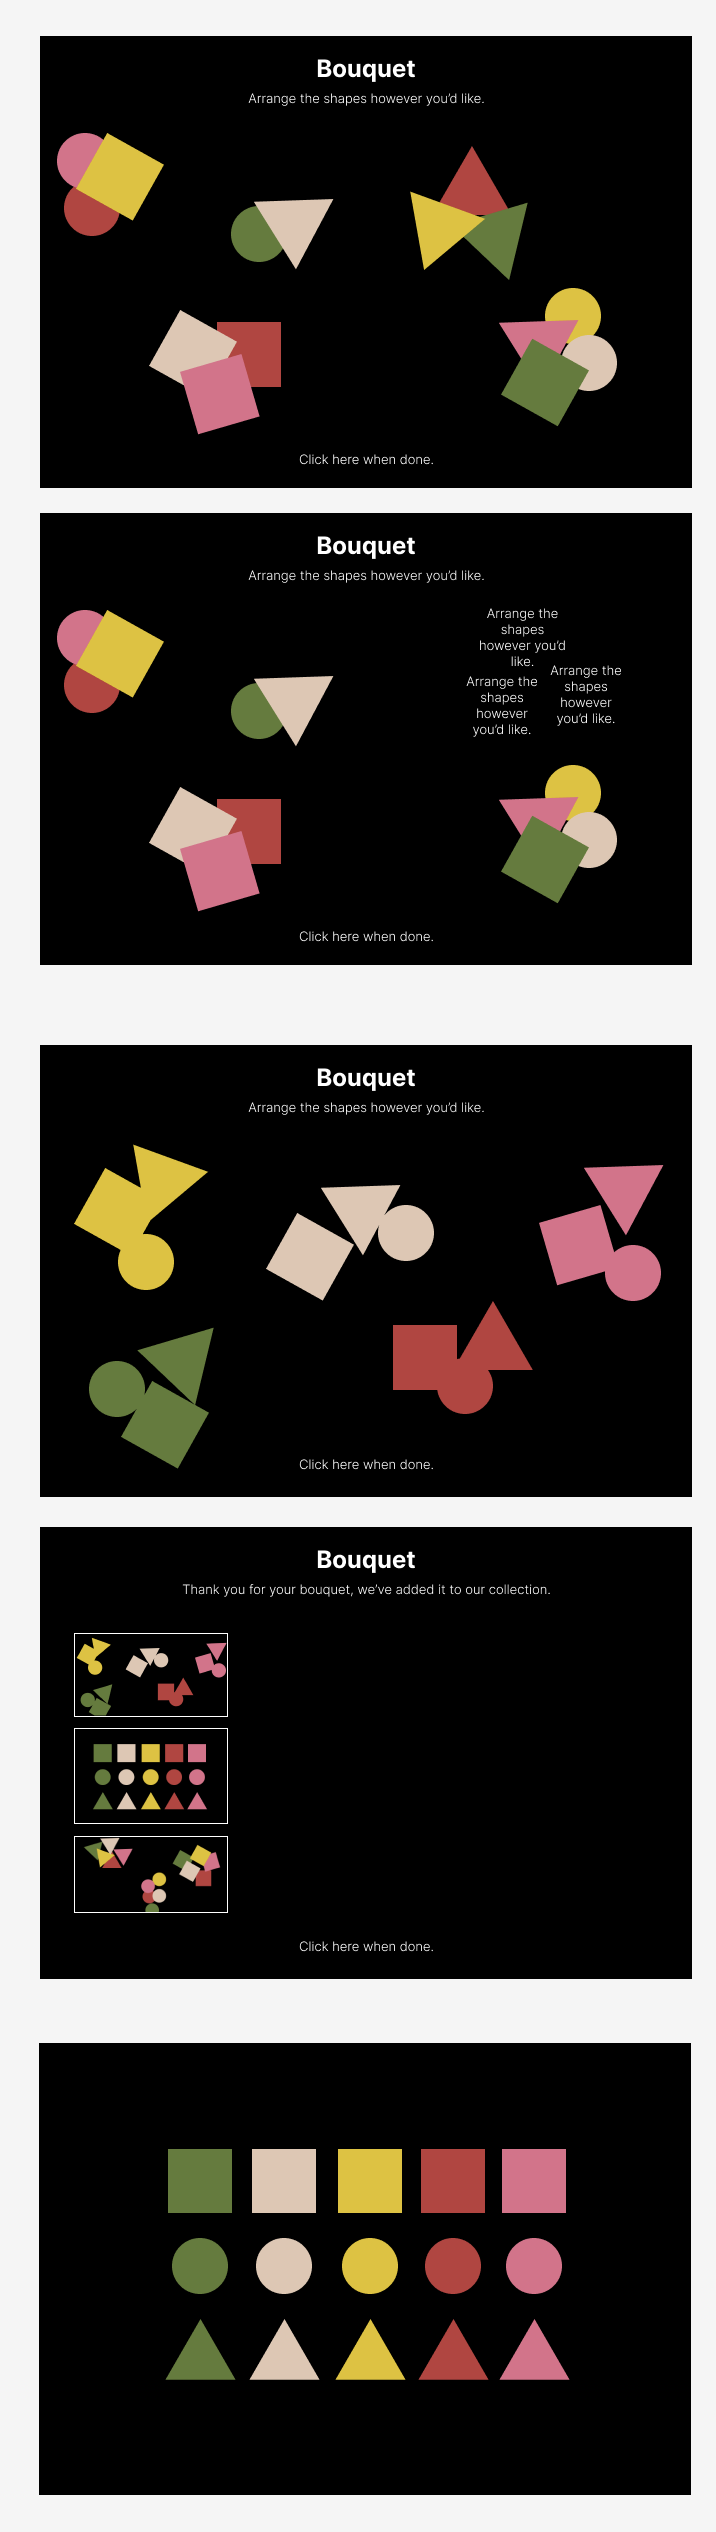 Bouquet
Arrange the shapes however you’d like.
Click here when done.
Bouquet
Arrange the shapes however you’d like.
Arrange the
shapes
however you’d
like.
Arrange the
shapes
however
you’d like.
Arrange the
shapes
however
you’d like.
Click here when done.
Bouquet
Arrange the shapes however you’d like.
Click here when done.
Bouquet
Thank you for your bouquet, we’ve added it to our collection.
Click here when done.